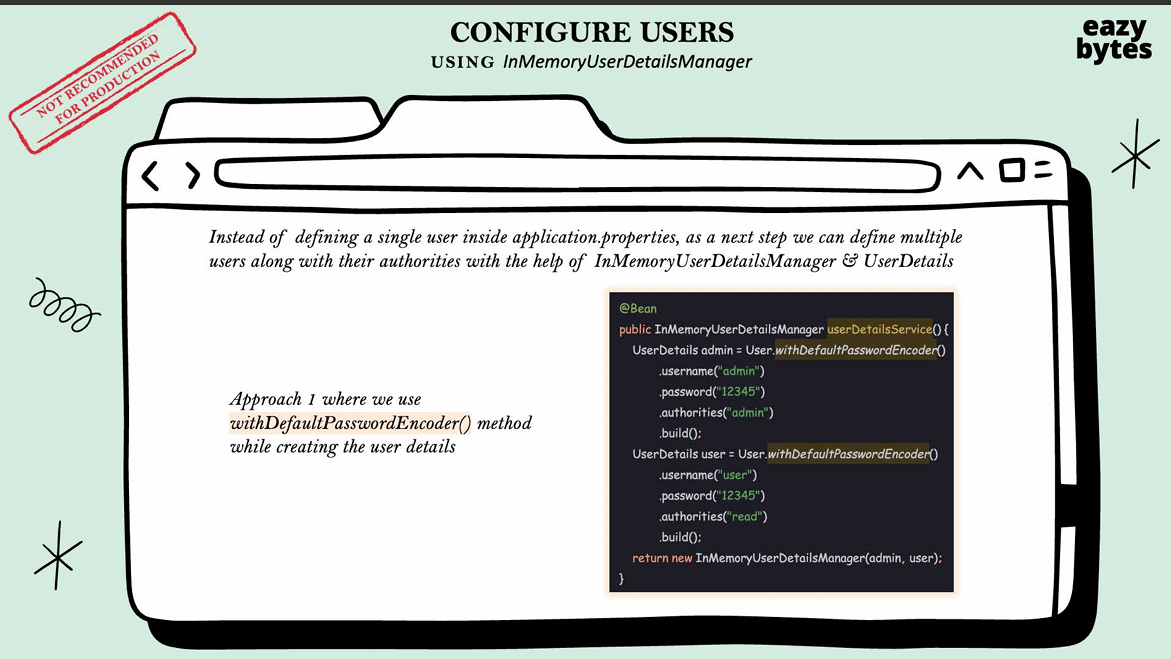 NOT RECOMMENDED
FOR PRODUCTION
CONFIGURE USERS
USING InMemoryUserDetailsManager
eazy
bytes
Instead of defining a single user inside application.properties, as a next step we can define multiple
users along with their authorities with the help of InMemoryUserDetailsManager & UserDetails
Approach 1 where we use
withDefaultPasswordEncoder() method
while creating the user details
@Bean
public InMemoryUserDetailsManager userDetailsService() {
UserDetails admin = User.withDefaultPasswordEncoder()
.username("admin")
.password("12345")
.authorities("admin")
.build();
UserDetails user = User.withDefaultPasswordEncoder()
.username("user")
.password("12345")
.authorities("read")
.build();
return new InMemoryUserDetailsManager(admin, user);
}